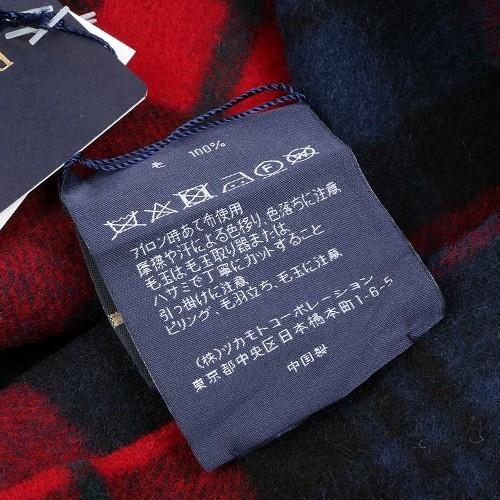 毛 100%
アイロン時あて布使用
摩擦や汗による色移り、色落ちに注意
毛玉は毛玉取り器または、
ハサミで丁寧にカットすること
引っ掛けに注意
ピリング、毛羽立ち、毛玉に注意
(株)ツカモトコーポレーション
東京都中央区日本橋本町1-6-5
中国製